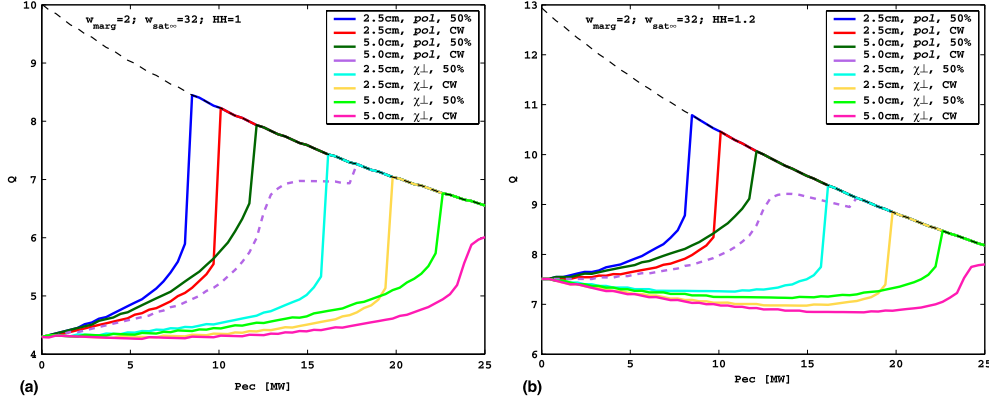 w_marg=2; w_sat∞=32; HH=1
2.5cm, pol, 50%
2.5cm, pol, CW
5.0cm, pol, 50%
5.0cm, pol, CW
2.5cm, χ⊥, 50%
2.5cm, χ⊥, CW
5.0cm, χ⊥, 50%
5.0cm, χ⊥, CW
10
9
8
7
6
5
4
Q
0 5 10 15 20 25
Pec [MW]
(a)
w_marg=2; w_sat∞=32; HH=1.2
2.5cm, pol, 50%
2.5cm, pol, CW
5.0cm, pol, 50%
5.0cm, pol, CW
2.5cm, χ⊥, 50%
2.5cm, χ⊥, CW
5.0cm, χ⊥, 50%
5.0cm, χ⊥, CW
13
12
11
10
9
8
7
6
Q
0 5 10 15 20 25
Pec [MW]
(b)